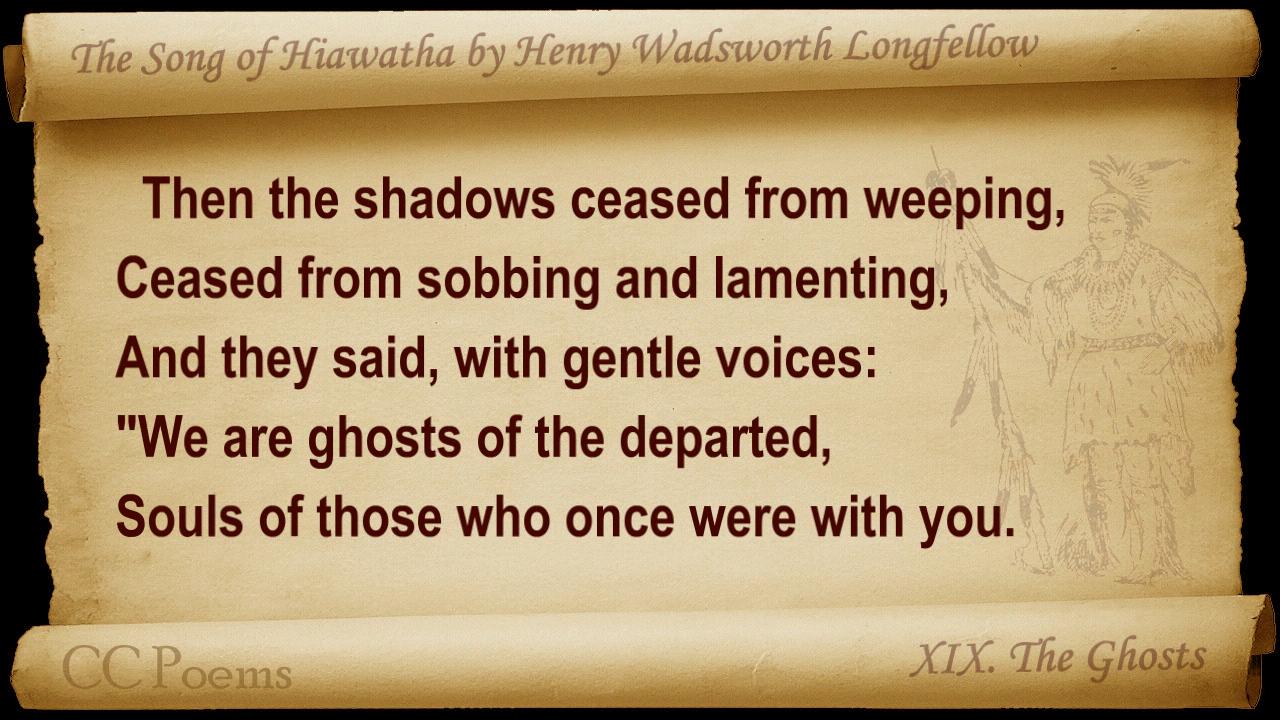 The Song of Hiawatha by Henry Wadsworth Longfellow
Then the shadows ceased from weeping,
Ceased from sobbing and lamenting,
And they said, with gentle voices:
"We are ghosts of the departed,
Souls of those who once were with you.
CC Poems
XIX. The Ghosts